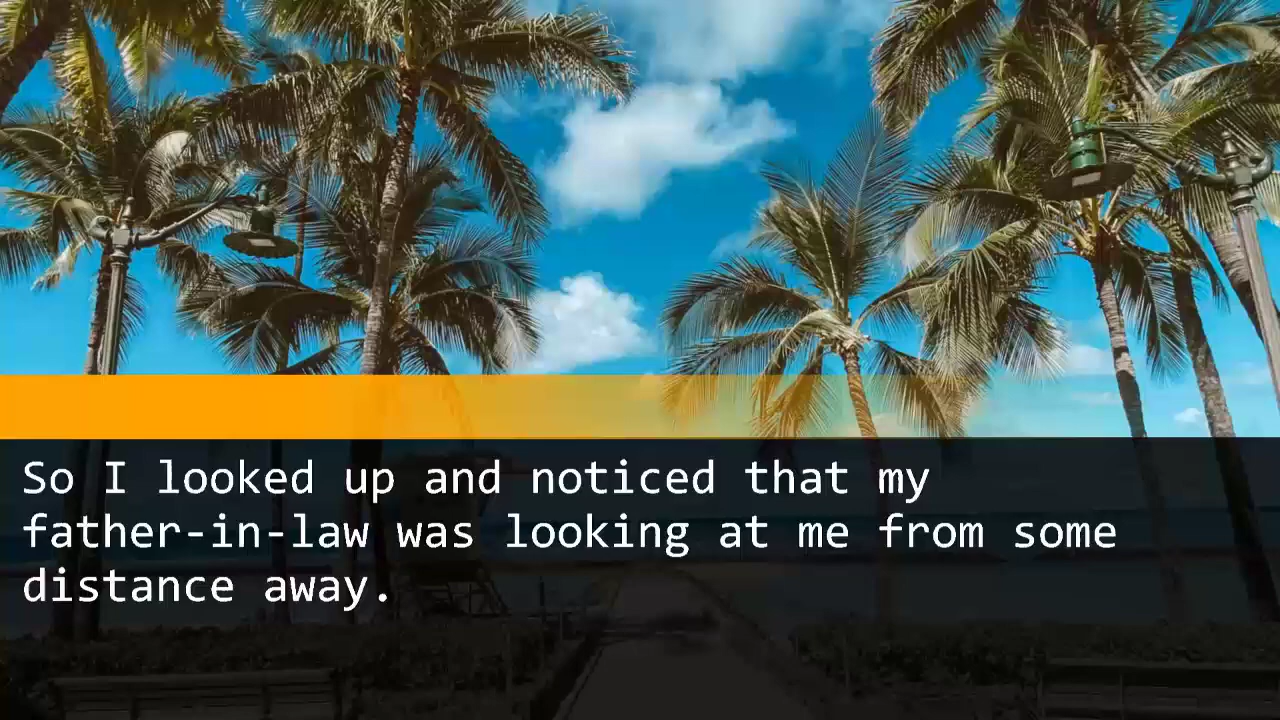 So I looked up and noticed that my
father-in-law was looking at me from some
distance away.